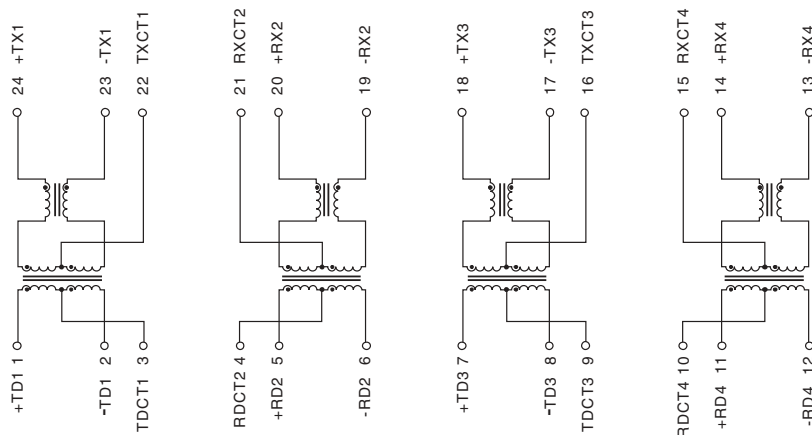 24 +TX1
23 -TX1
22 TXCT1
21 RXCT2
20 +RX2
19 -RX2
18 +TX3
17 -TX3
16 TXCT3
15 RXCT4
14 +RX4
13 -RX4
+TD1 1
-TD1 2
TDCT1 3
RDCT2 4
+RD2 5
-RD2 6
+TD3 7
-TD3 8
TDCT3 9
RDCT4 10
+RD4 11
-RD4 12